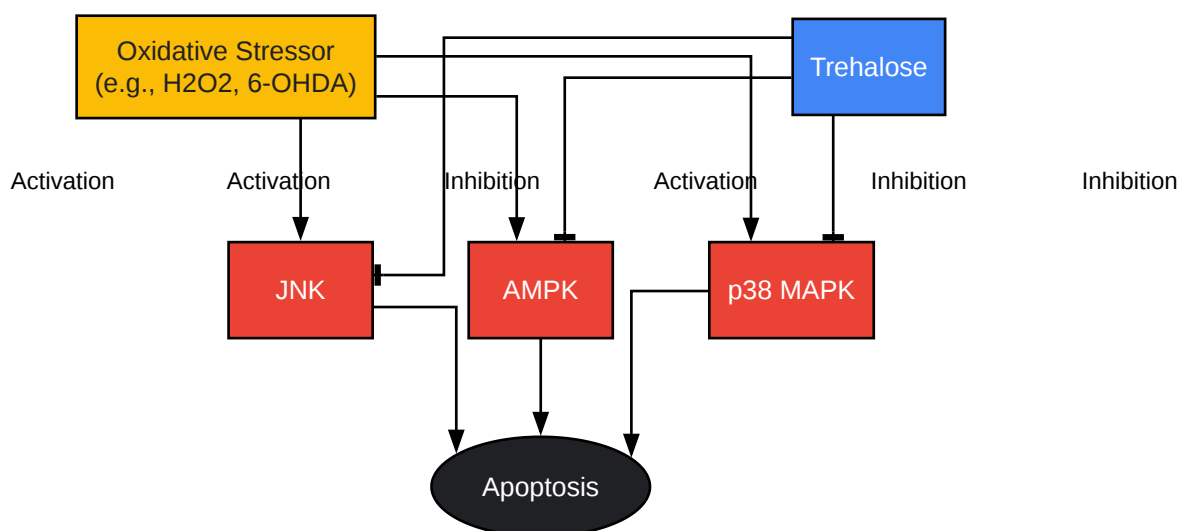 Oxidative Stressor
(e.g., H2O2, 6-OHDA)
Trehalose
Activation
Activation
Inhibition
Activation
Inhibition
Inhibition
JNK
AMPK
p38 MAPK
Apoptosis